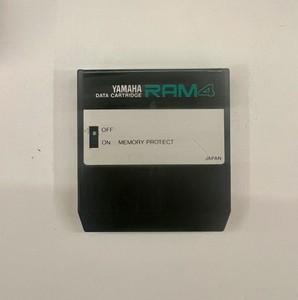 YAMAHA
DATA CARTRIDGE RAM4
OFF
ON MEMORY PROTECT
JAPAN